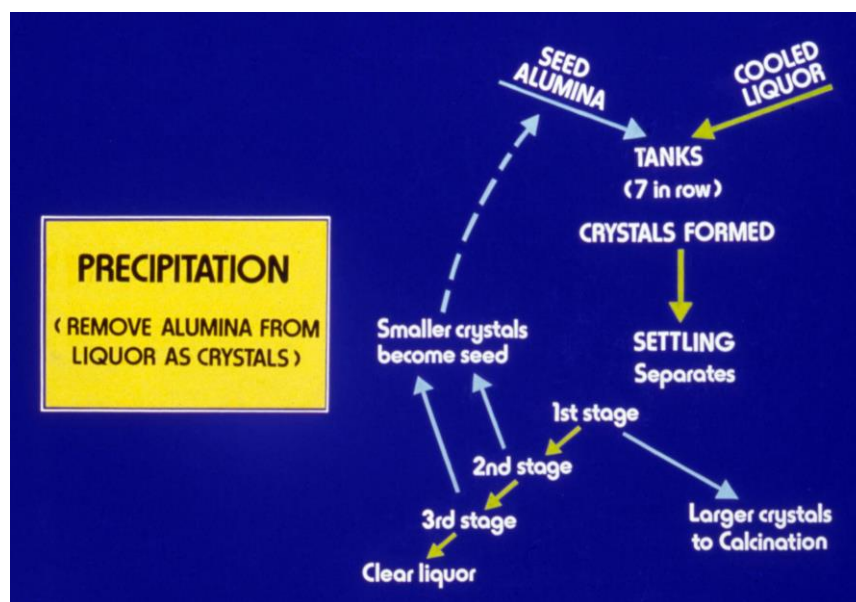 SEED
ALUMINA
COOLED
LIQUOR
TANKS
(7 in row)
CRYSTALS FORMED
PRECIPITATION
(REMOVE ALUMINA FROM
LIQUOR AS CRYSTALS)
Smaller crystals
become seed
SETTLING
Separates
1st stage
2nd stage
3rd stage
Clear liquor
Larger crystals
to Calcination